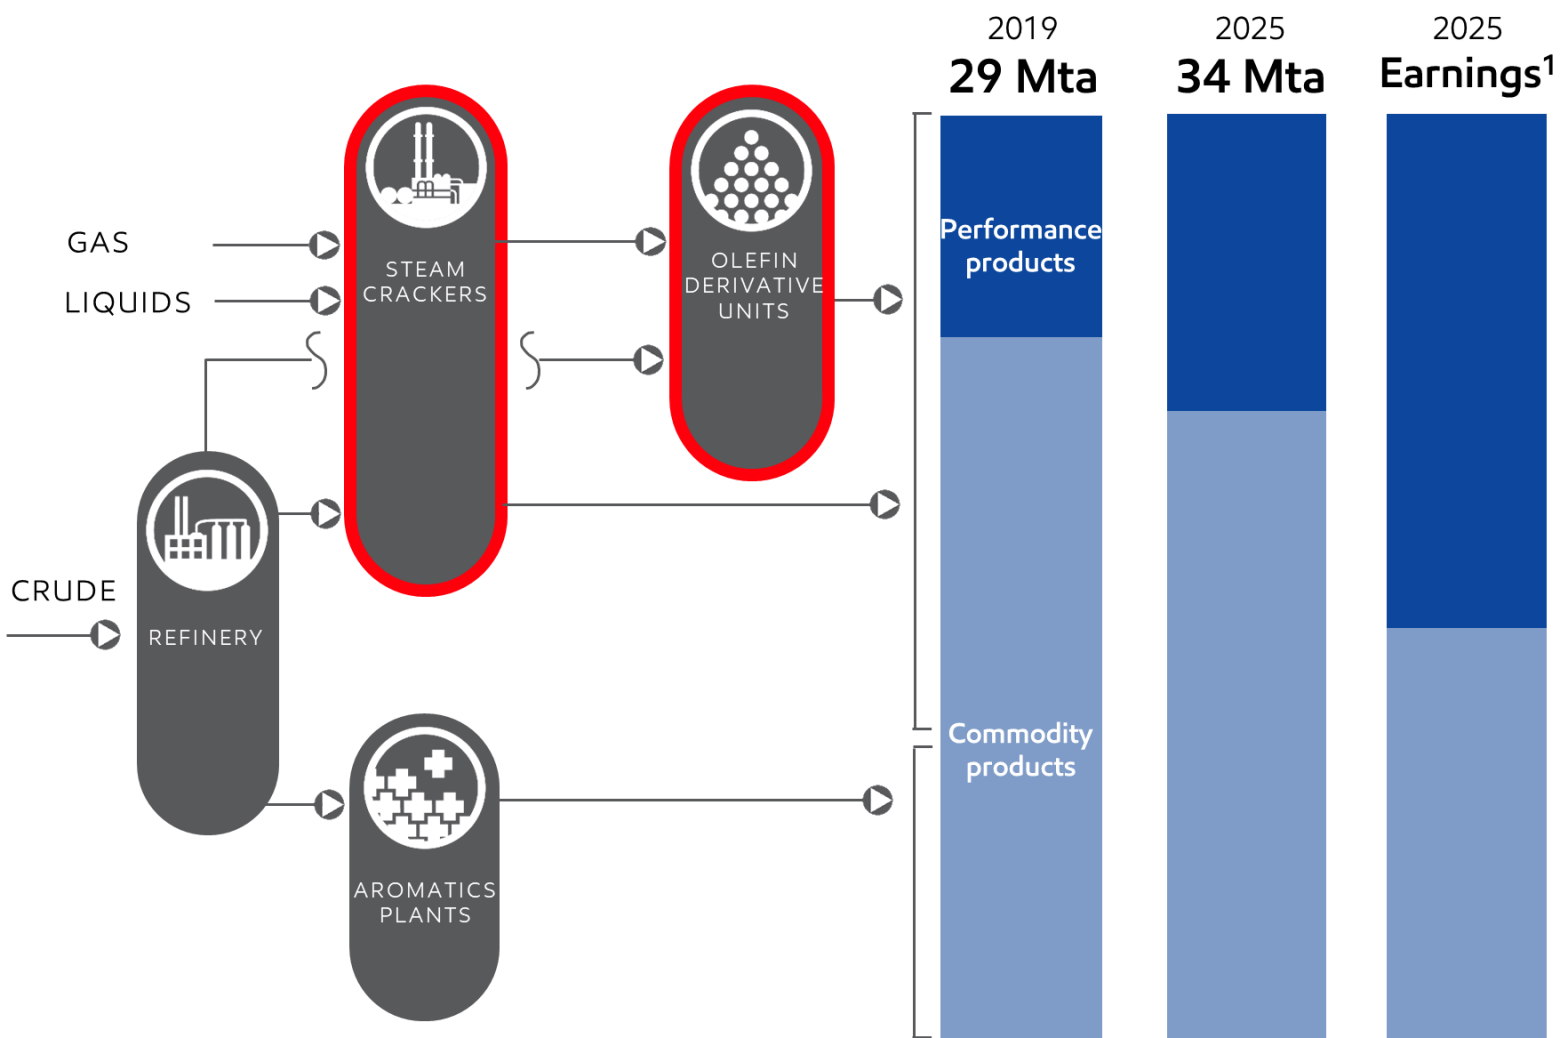 2019
29 Mta
2025
34 Mta
2025
Earnings¹
GAS
LIQUIDS
CRUDE
STEAM
CRACKERS
OLEFIN
DERIVATIVE
UNITS
REFINERY
AROMATICS
PLANTS
Performance
products
Commodity
products